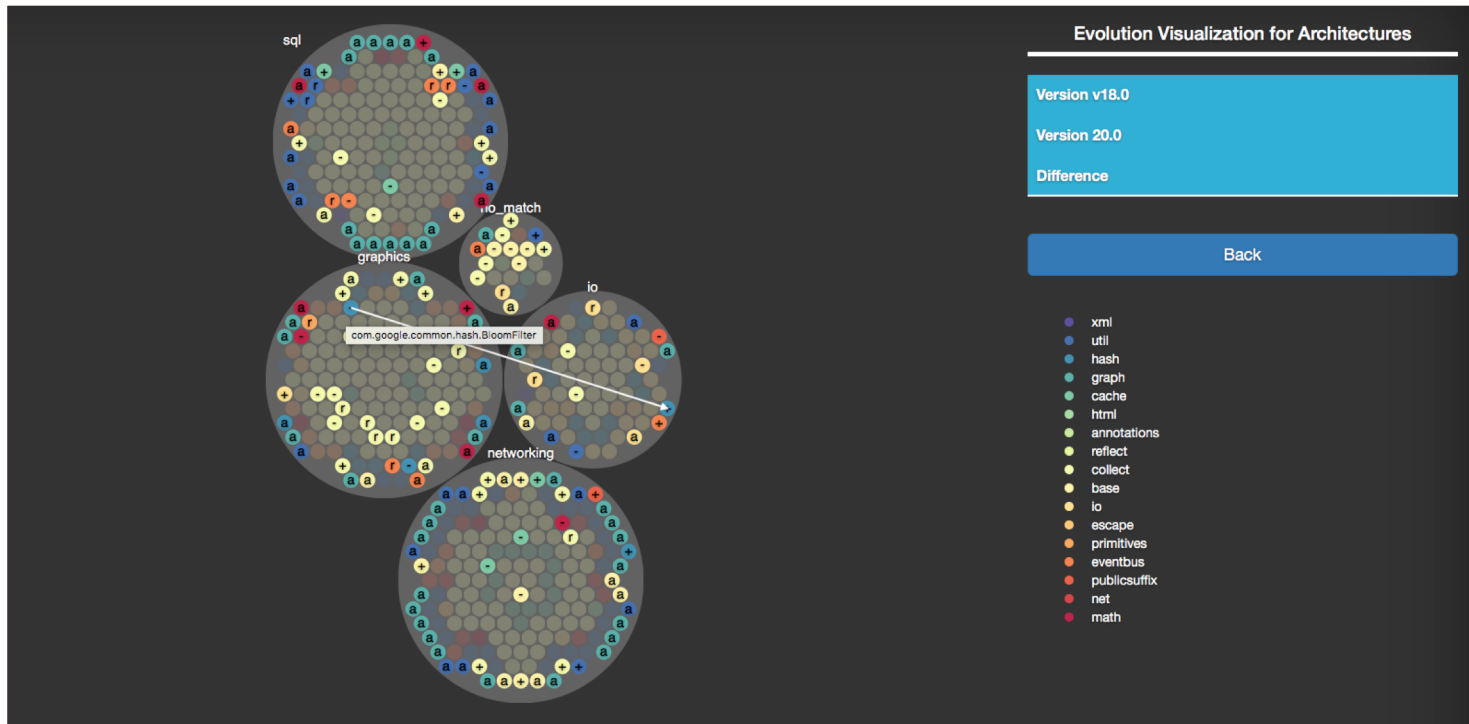 Evolution Visualization for Architectures
Version v18.0
Version 20.0
Difference
Back
xml
util
hash
graph
cache
html
annotations
reflect
collect
base
io
escape
primitives
eventbus
publicsuffix
net
math
sql
no_match
graphics
io
com.google.common.hash.BloomFilter
networking